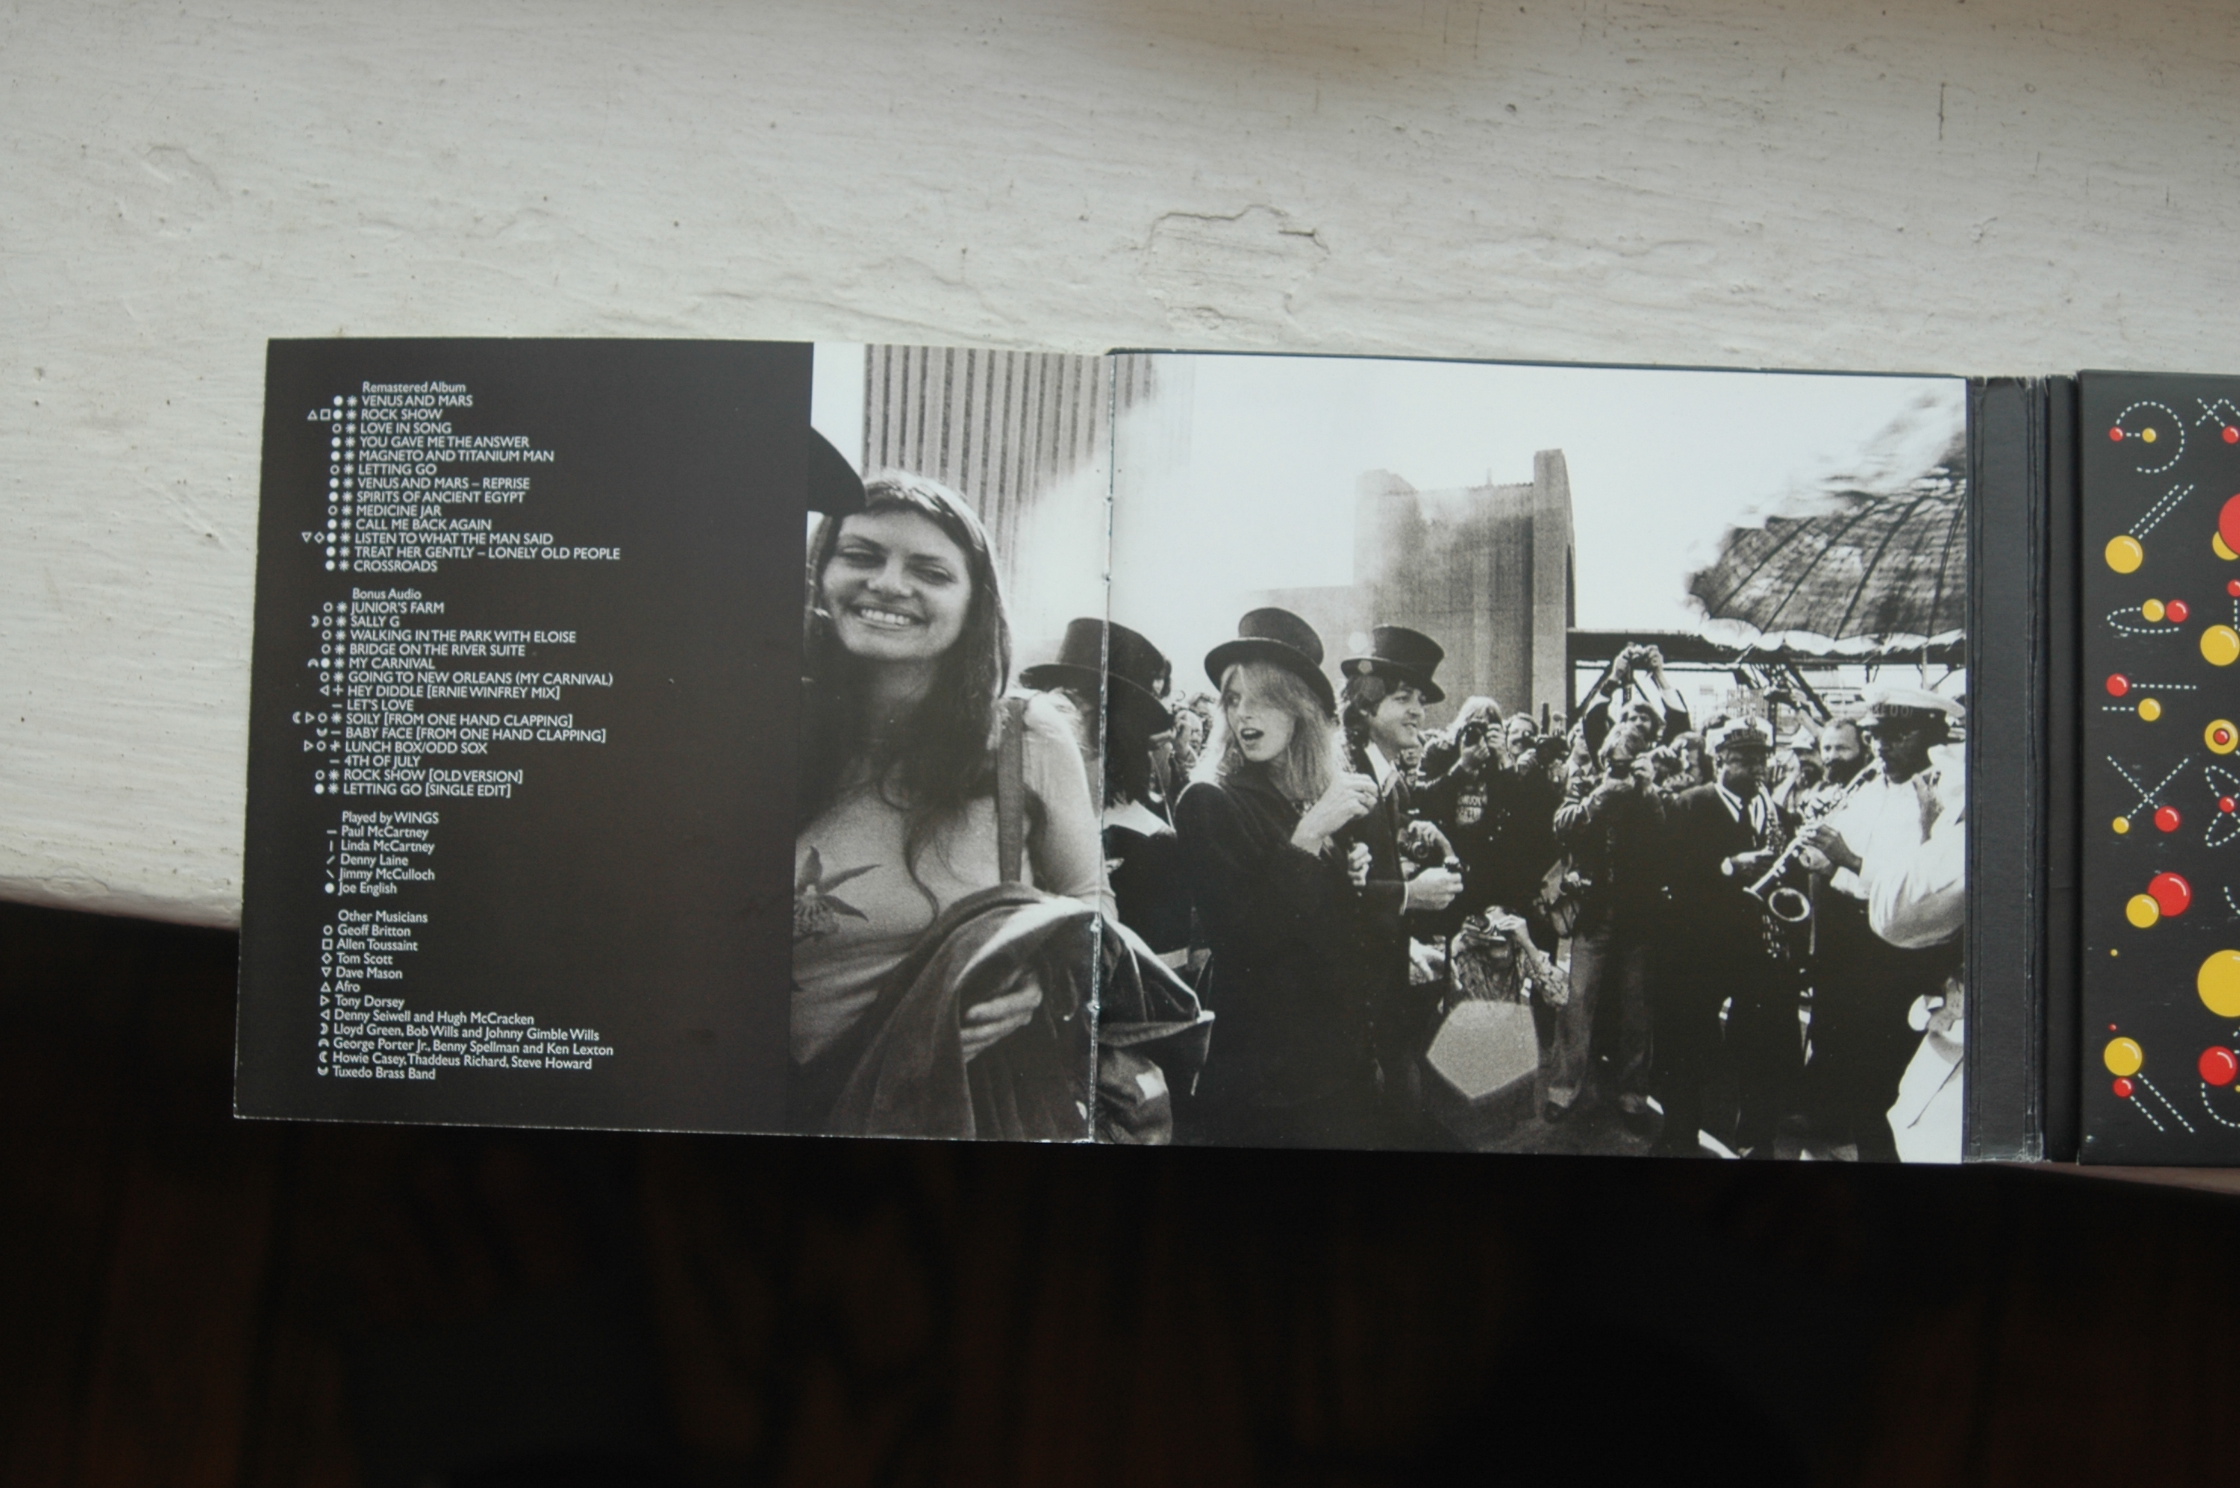 Remastered Album
VENUS AND MARS
ROCK SHOW
LOVE IN SONG
YOU GAVE ME THE ANSWER
MAGNETO AND TITANIUM MAN
LETTING GO
VENUS AND MARS – REPRISE
SPIRITS OF ANCIENT EGYPT
MEDICINE JAR
CALL ME BACK AGAIN
LISTEN TO WHAT THE MAN SAID
TREAT HER GENTLY – LONELY OLD PEOPLE
CROSSROADS
Bonus Audio
JUNIOR'S FARM
SALLY G
WALKING IN THE PARK WITH ELOISE
BRIDGE ON THE RIVER SUITE
MY CARNIVAL
GOING TO NEW ORLEANS (MY CARNIVAL)
HEY DIDDLE [ERNIE WINFREY MIX]
LET'S LOVE
SOILY [FROM ONE HAND CLAPPING]
BABY FACE [FROM ONE HAND CLAPPING]
LUNCH BOX/ODD SOX
4TH OF JULY
ROCK SHOW [OLD VERSION]
LETTING GO [SINGLE EDIT]
Played by WINGS
Paul McCartney
Linda McCartney
Denny Laine
Jimmy McCulloch
Joe English
Other Musicians
Geoff Britton
Allen Toussaint
Tom Scott
Dave Mason
Afro
Tony Dorsey
Denny Seiwell and Hugh McCracken
Lloyd Green, Bob Wills and Johnny Gimble Wills
George Porter Jr., Benny Spellman and Ken Lexton
Howie Casey, Thaddeus Richard, Steve Howard
Tuxedo Brass Band